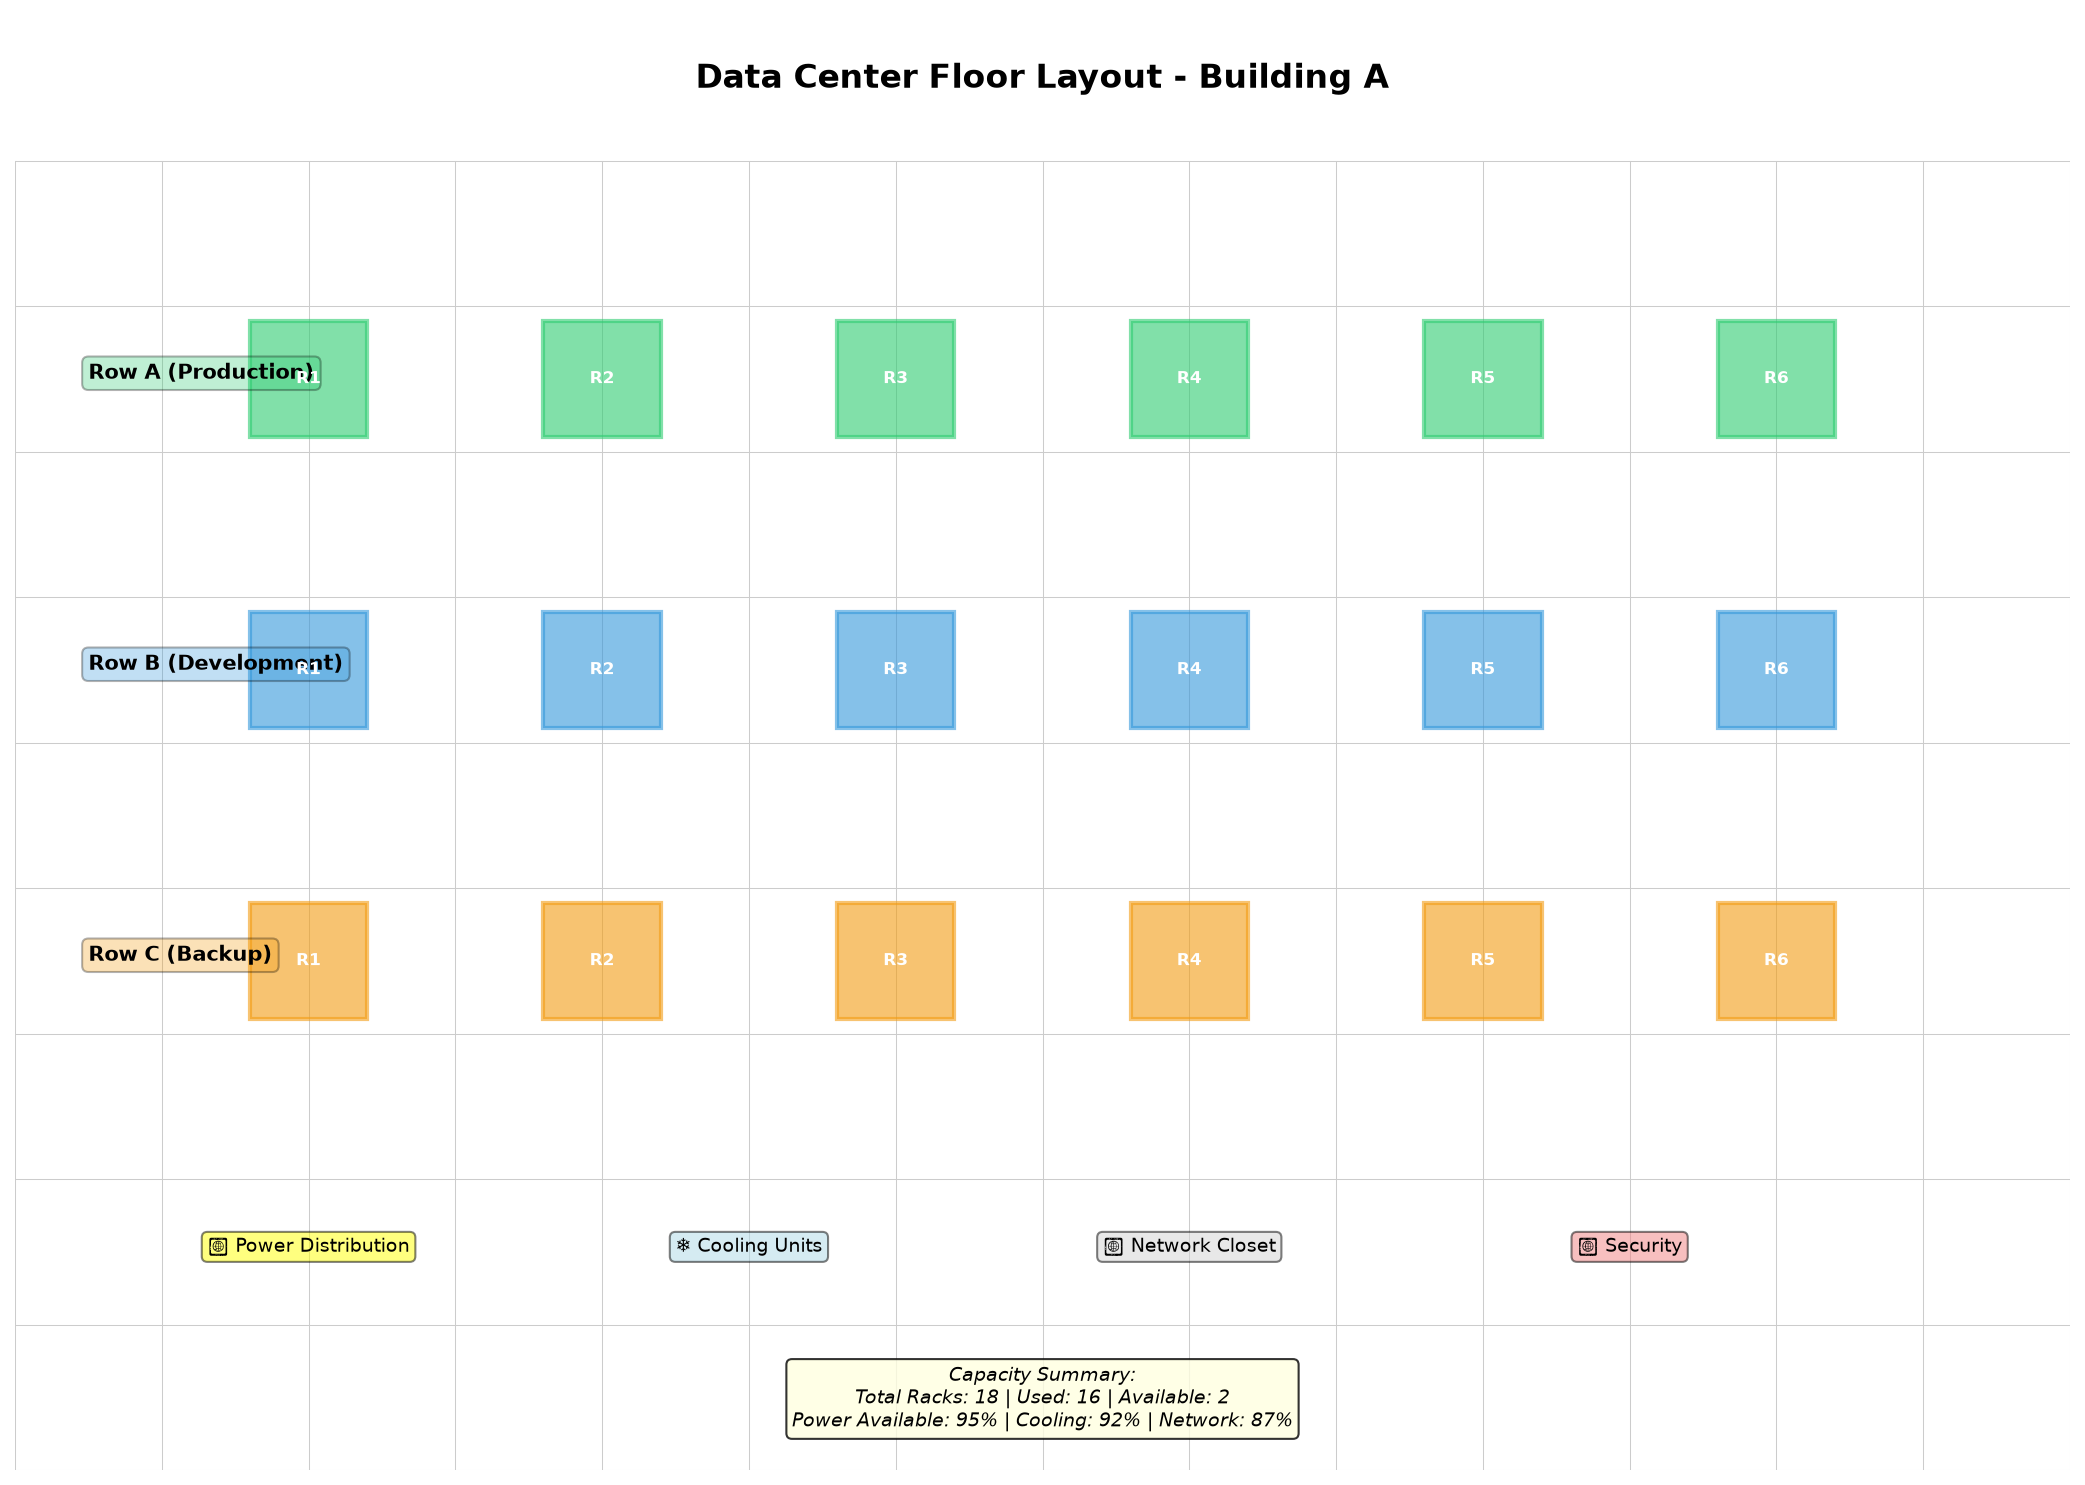 Data Center Floor Layout - Building A
Row A (Production)
R1
R2
R3
R4
R5
R6
Row B (Development)
R1
R2
R3
R4
R5
R6
Row C (Backup)
R1
R2
R3
R4
R5
R6
Power Distribution
❄ Cooling Units
Network Closet
Security
Capacity Summary:
Total Racks: 18 | Used: 16 | Available: 2
Power Available: 95% | Cooling: 92% | Network: 87%